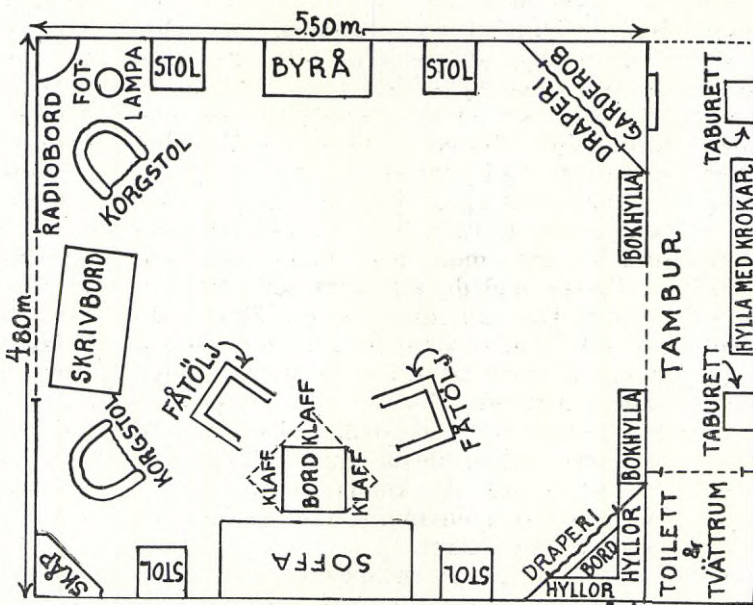 5.50 m.
STOL
BYRÅ
STOL
FOT-
LAMPA
RADIOBORD
KORGSTOL
DRAPERI
GARDEROB
TABURETT
BOKHYLLA
TAMBUR
HYLLA MED KROKAR
4.80 m
SKRIVBORD
FÅTÖLJ
FÅTÖLJ
KORGSTOL
KLAFF
KLAFF
BORD
KLAFF
BOKHYLLA
TABURETT
SKÅP
STOL
SOFFA
STOL
DRAPERI
BORD
HYLLOR
HYLLOR
TOILETT
år
TVÄTTRUM